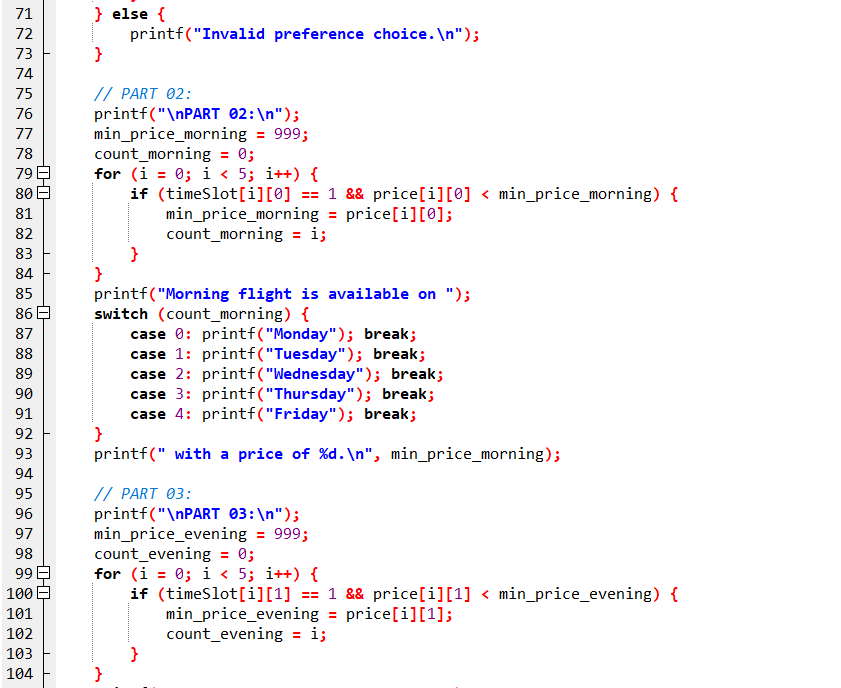 71 } else {
72 printf("Invalid preference choice.\n");
73 }
74
75 // PART 02:
76 printf("\nPART 02:\n");
77 min_price_morning = 999;
78 count_morning = 0;
79 for (i = 0; i < 5; i++) {
80 if (timeSlot[i][0] == 1 && price[i][0] < min_price_morning) {
81 min_price_morning = price[i][0];
82 count_morning = i;
83 }
84 }
85 printf("Morning flight is available on ");
86 switch (count_morning) {
87 case 0: printf("Monday"); break;
88 case 1: printf("Tuesday"); break;
89 case 2: printf("Wednesday"); break;
90 case 3: printf("Thursday"); break;
91 case 4: printf("Friday"); break;
92 }
93 printf(" with a price of %d.\n", min_price_morning);
94
95 // PART 03:
96 printf("\nPART 03:\n");
97 min_price_evening = 999;
98 count_evening = 0;
99 for (i = 0; i < 5; i++) {
100 if (timeSlot[i][1] == 1 && price[i][1] < min_price_evening) {
101 min_price_evening = price[i][1];
102 count_evening = i;
103 }
104 }